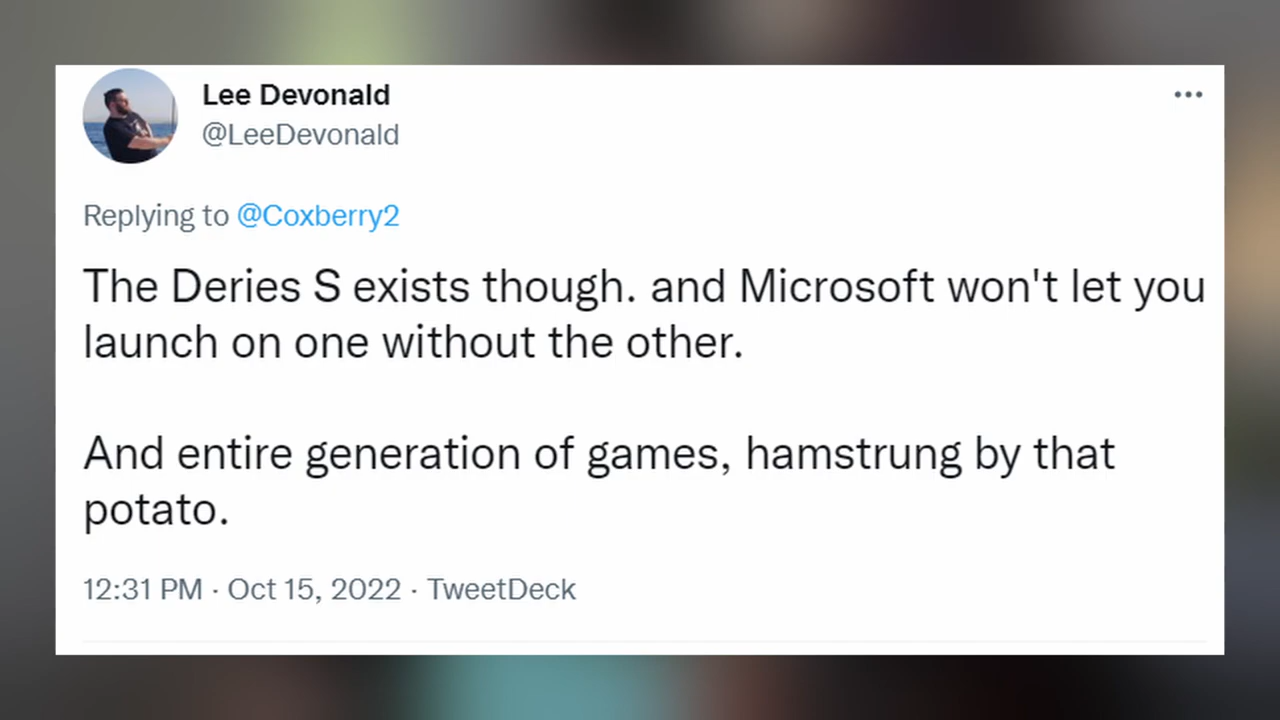 Lee Devonald
@LeeDevonald
Replying to @Coxberry2
The Deries S exists though. and Microsoft won't let you
launch on one without the other.
And entire generation of games, hamstrung by that
potato.
12:31 PM · Oct 15, 2022 · TweetDeck